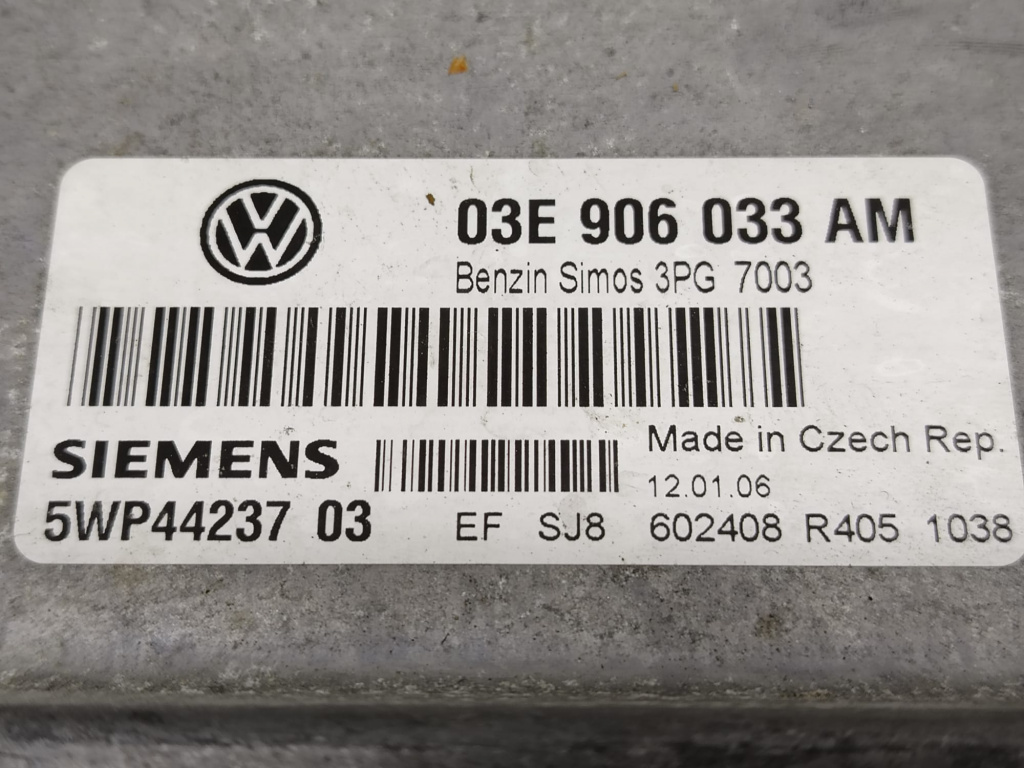 03E 906 033 AM
Benzin Simos 3PG 7003
SIEMENS
Made in Czech Rep.
12.01.06
5WP44237 03
EF SJ8 602408 R405 1038